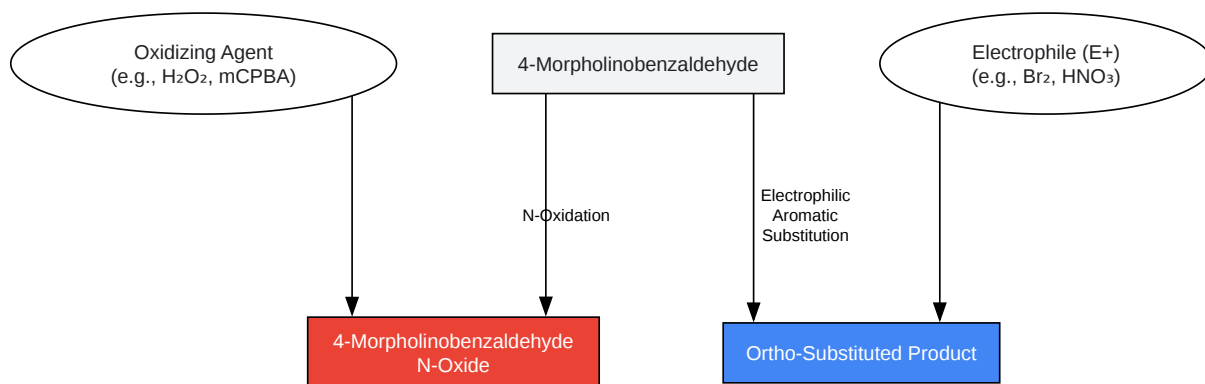 Oxidizing Agent
(e.g., H₂O₂, mCPBA)
4-Morpholinobenzaldehyde
Electrophile (E+)
(e.g., Br₂, HNO₃)
N-Oxidation
Electrophilic
Aromatic
Substitution
4-Morpholinobenzaldehyde
N-Oxide
Ortho-Substituted Product